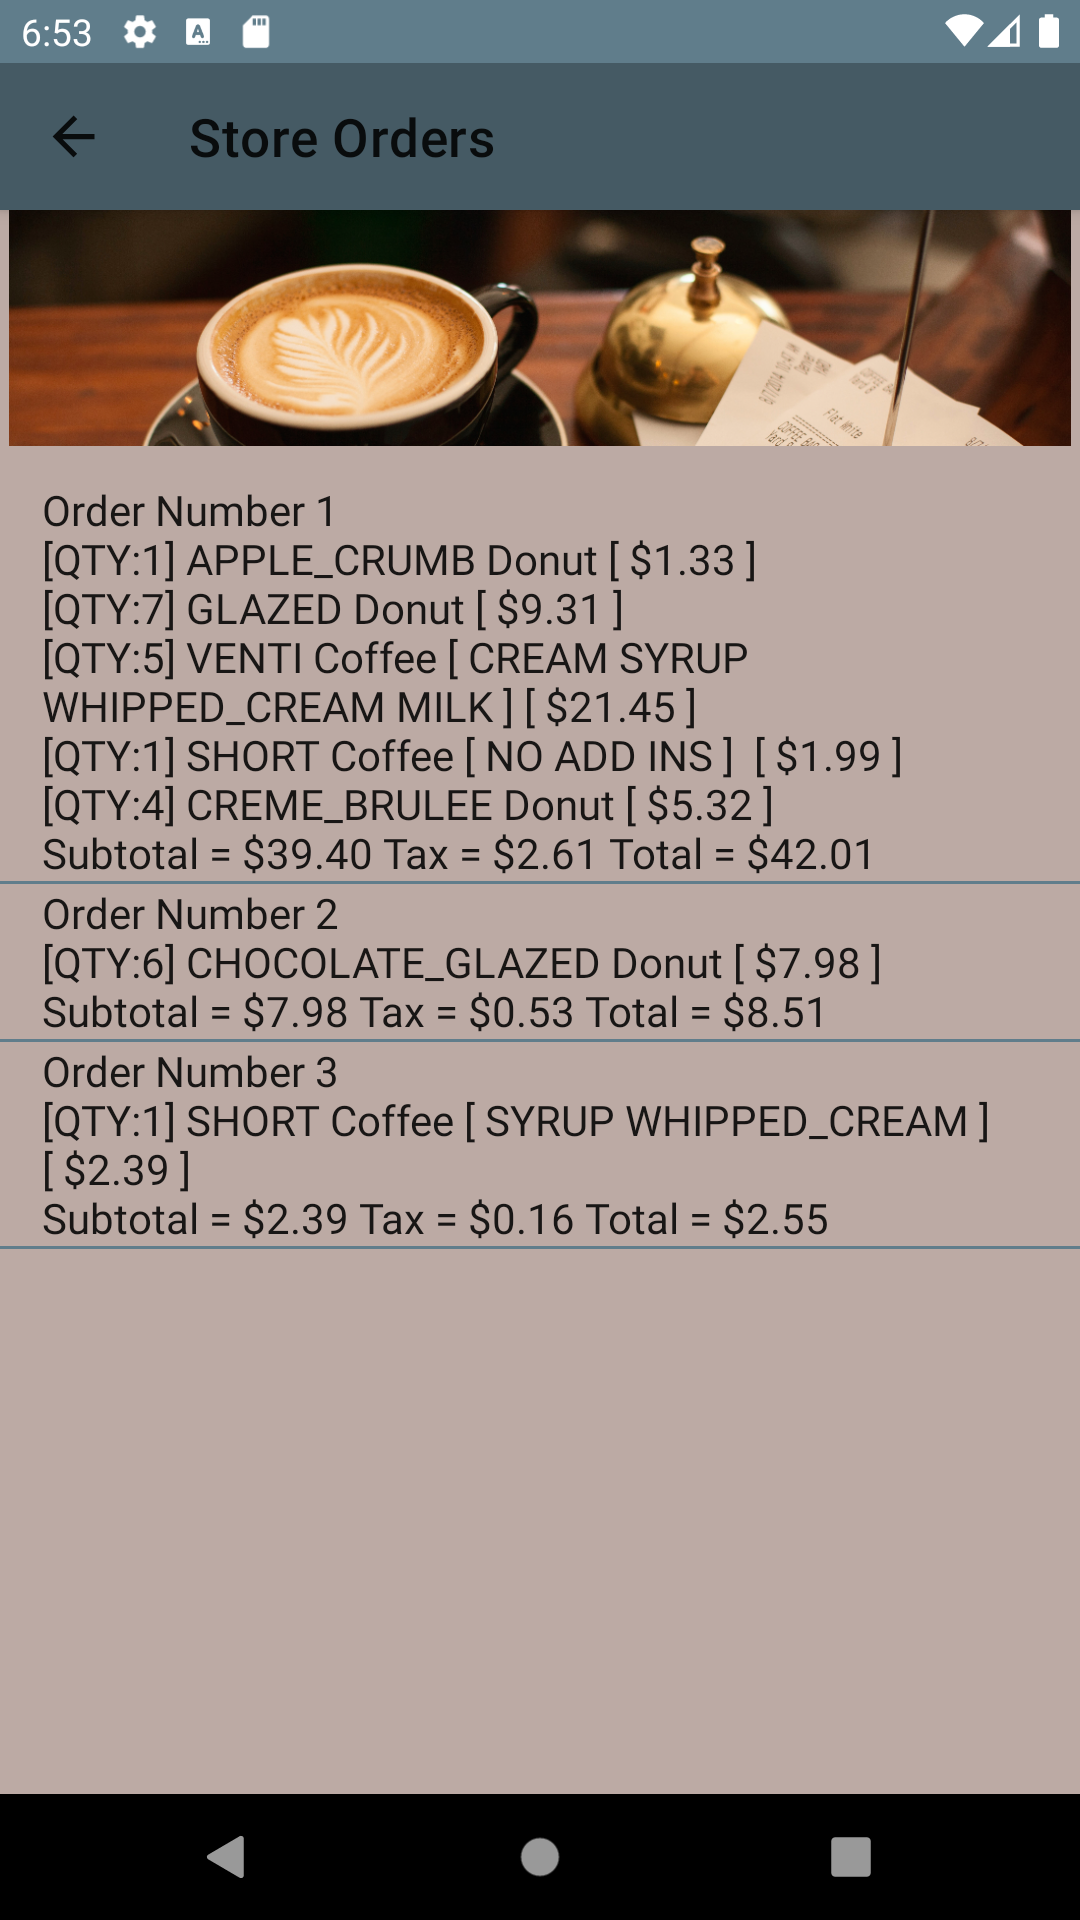 6:53
Store Orders
Flat White
Order Number 1
[QTY:1] APPLE_CRUMB Donut [ $1.33 ]
[QTY:7] GLAZED Donut [ $9.31 ]
[QTY:5] VENTI Coffee [ CREAM SYRUP
WHIPPED_CREAM MILK ] [ $21.45 ]
[QTY:1] SHORT Coffee [ NO ADD INS ]  [ $1.99 ]
[QTY:4] CREME_BRULEE Donut [ $5.32 ]
Subtotal = $39.40 Tax = $2.61 Total = $42.01
Order Number 2
[QTY:6] CHOCOLATE_GLAZED Donut [ $7.98 ]
Subtotal = $7.98 Tax = $0.53 Total = $8.51
Order Number 3
[QTY:1] SHORT Coffee [ SYRUP WHIPPED_CREAM ]
[ $2.39 ]
Subtotal = $2.39 Tax = $0.16 Total = $2.55